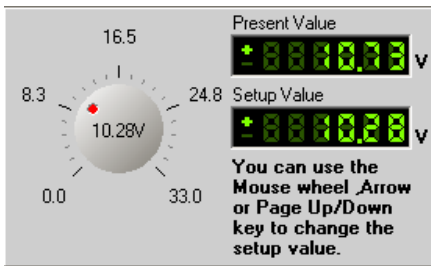 Present Value
16.5
+ 10.73 V
8.3
24.8
Setup Value
10.28V
+ 10.28 V
You can use the
Mouse wheel ,Arrow
or Page Up/Down
key to change the
setup value.
0.0
33.0